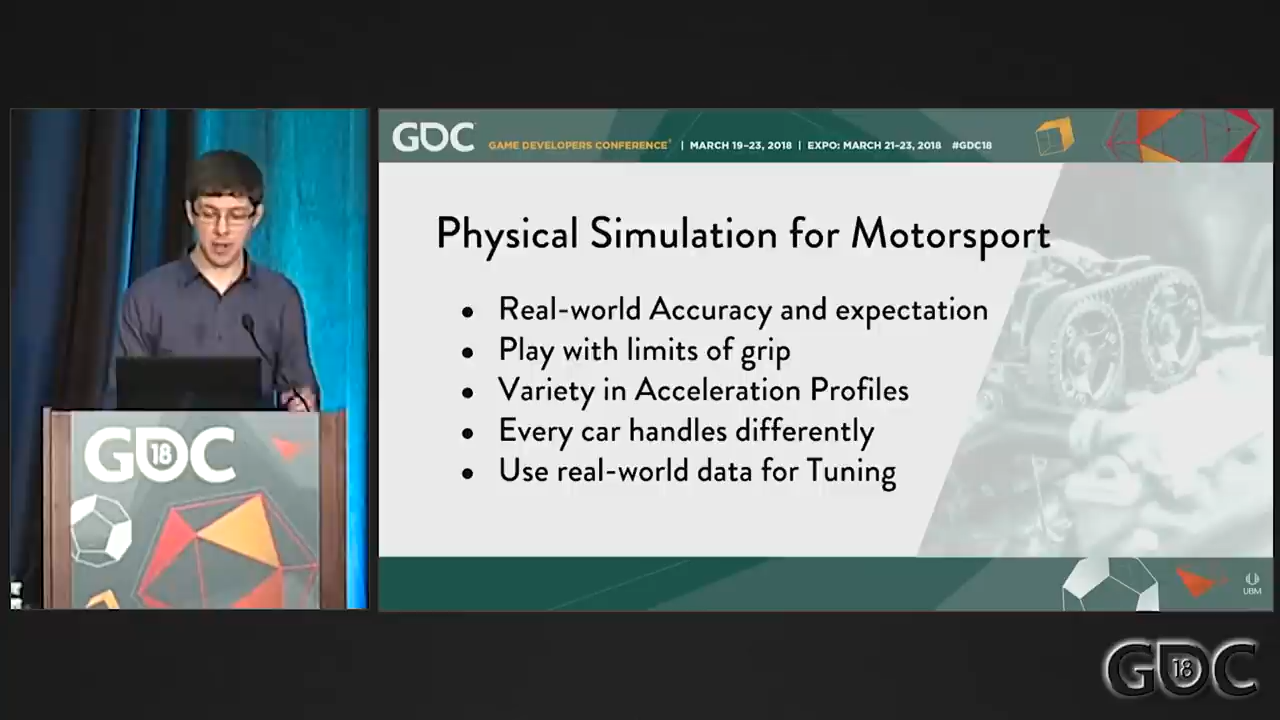 GDC
GAME DEVELOPERS CONFERENCE® | MARCH 19–23, 2018 | EXPO: MARCH 21–23, 2018 #GDC18
Physical Simulation for Motorsport
• Real-world Accuracy and expectation
• Play with limits of grip
• Variety in Acceleration Profiles
• Every car handles differently
• Use real-world data for Tuning
GDC
18
UBM
GDC
18